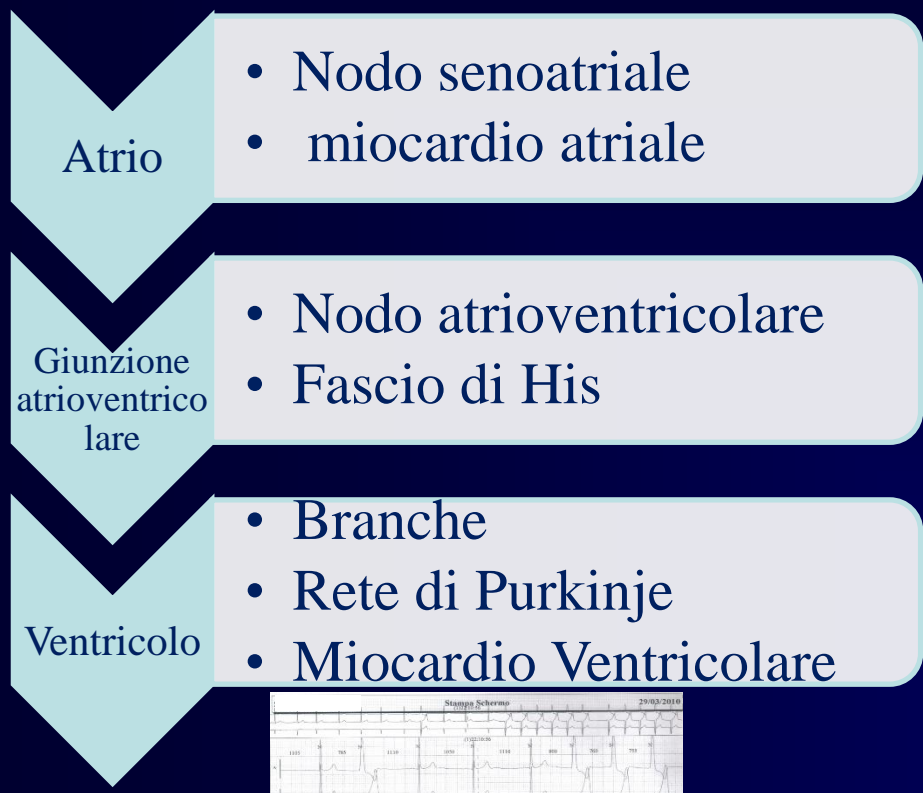 Atrio
• Nodo senoatriale
• miocardio atriale
Giunzione
atrioventrico
lare
• Nodo atrioventricolare
• Fascio di His
Ventricolo
• Branche
• Rete di Purkinje
• Miocardio Ventricolare
Stampa Schermo 29/03/2010